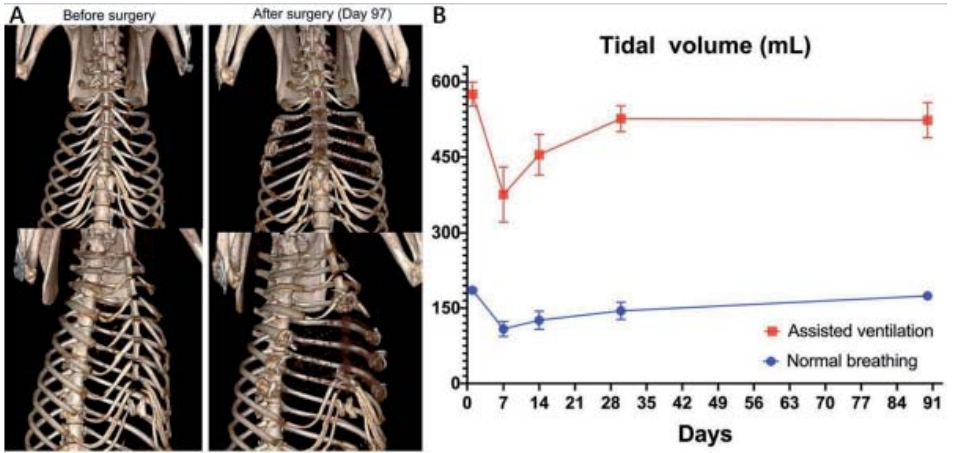 A
Before surgery
After surgery (Day 97)
B
Tidal volume (mL)
600
450
300
150
0
Assisted ventilation
Normal breathing
0 7 14 21 28 35 42 49 56 63 70 77 84 91
Days